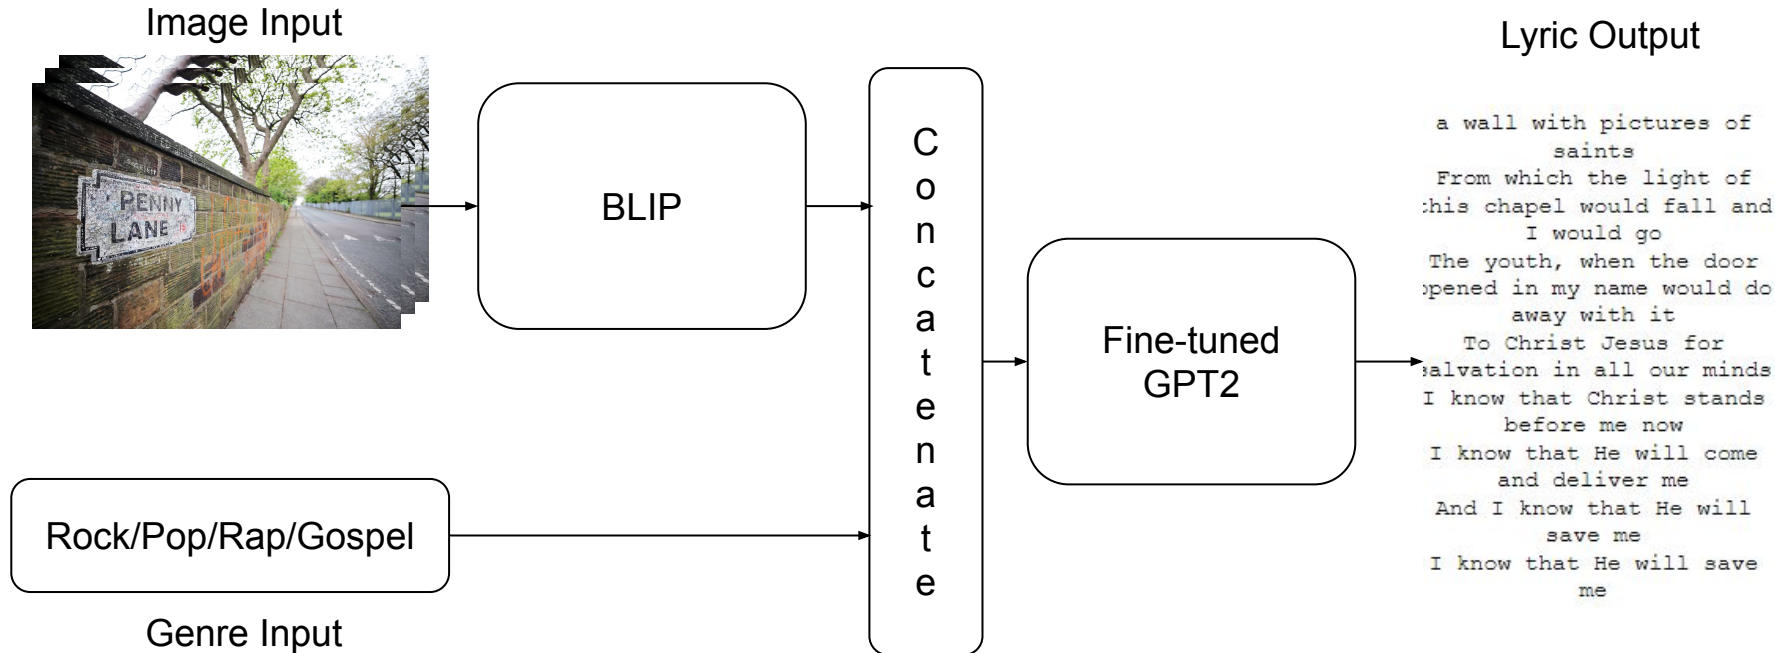 Image Input
PENNY
LANE
BLIP
Rock/Pop/Rap/Gospel
Genre Input
Concatenate
Fine-tuned
GPT2
Lyric Output
a wall with pictures of
saints
From which the light of
this chapel would fall and
I would go
The youth, when the door
opened in my name would do
away with it
To Christ Jesus for
salvation in all our minds
I know that Christ stands
before me now
I know that He will come
and deliver me
And I know that He will
save me
I know that He will save
me